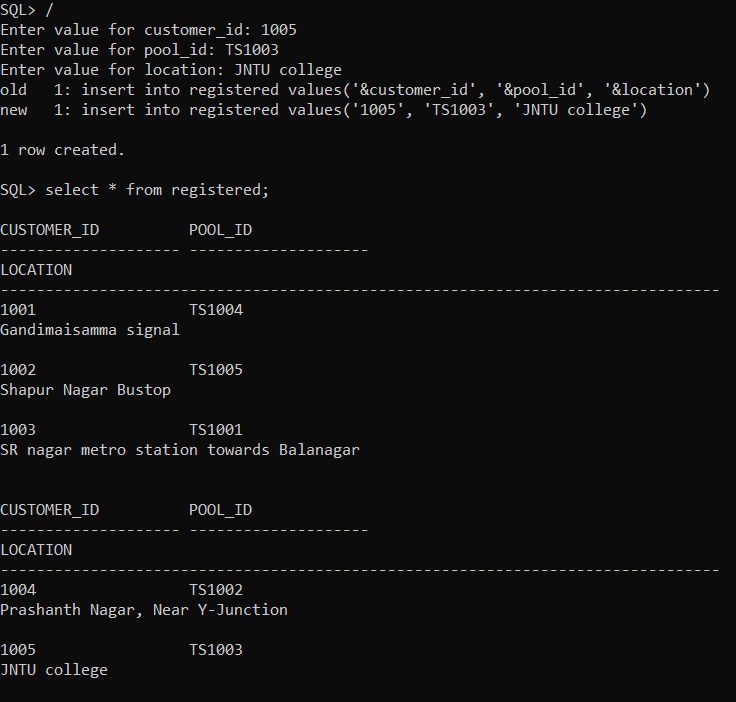 SQL> /
Enter value for customer_id: 1005
Enter value for pool_id: TS1003
Enter value for location: JNTU college
old   1: insert into registered values('&customer_id', '&pool_id', '&location')
new   1: insert into registered values('1005', 'TS1003', 'JNTU college')
1 row created.
SQL> select * from registered;
CUSTOMER_ID          POOL_ID
-------------------- --------------------
LOCATION
--------------------------------------------------------------------------------
1001                 TS1004
Gandimaisamma signal
1002                 TS1005
Shapur Nagar Bustop
1003                 TS1001
SR nagar metro station towards Balanagar
CUSTOMER_ID          POOL_ID
-------------------- --------------------
LOCATION
--------------------------------------------------------------------------------
1004                 TS1002
Prashanth Nagar, Near Y-Junction
1005                 TS1003
JNTU college